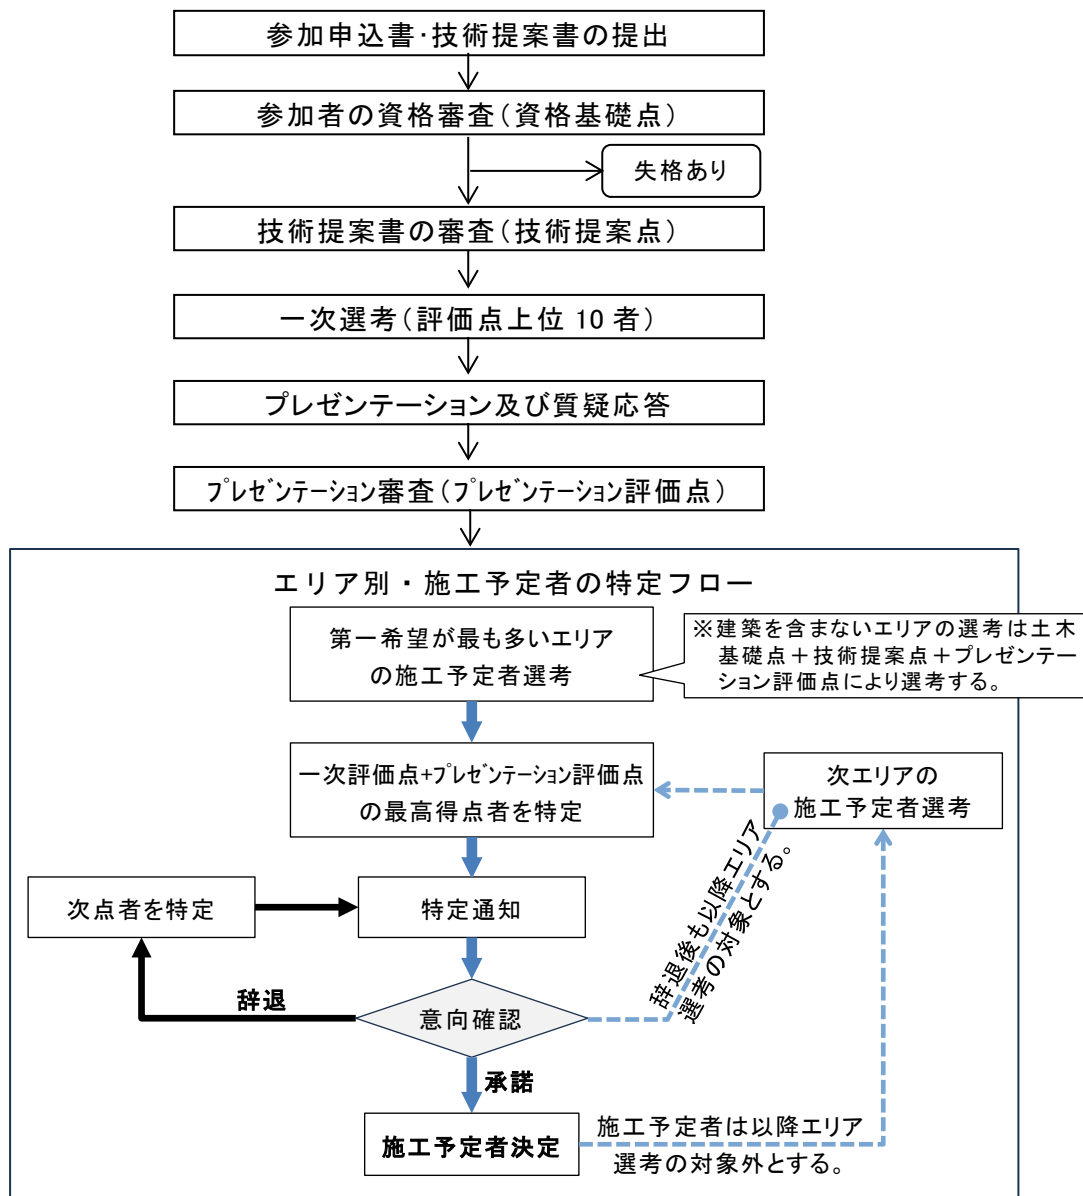 参加申込書・技術提案書の提出
参加者の資格審査(資格基礎点)
失格あり
技術提案書の審査(技術提案点)
一次選考(評価点上位 10 者)
プレゼンテーション及び質疑応答
プレゼンテーション審査(プレゼンテーション評価点)
エリア別・施工予定者の特定フロー
第一希望が最も多いエリア
の施工予定者選考
※建築を含まないエリアの選考は土木
基礎点＋技術提案点＋プレゼンテー
ション評価点により選考する。
一次評価点+プレゼンテーション評価点
の最高得点者を特定
次エリアの
施工予定者選考
辞退後も以降エリア
選考の対象とする。
次点者を特定
特定通知
辞退
意向確認
承諾
施工予定者決定
施工予定者は以降エリア
選考の対象外とする。